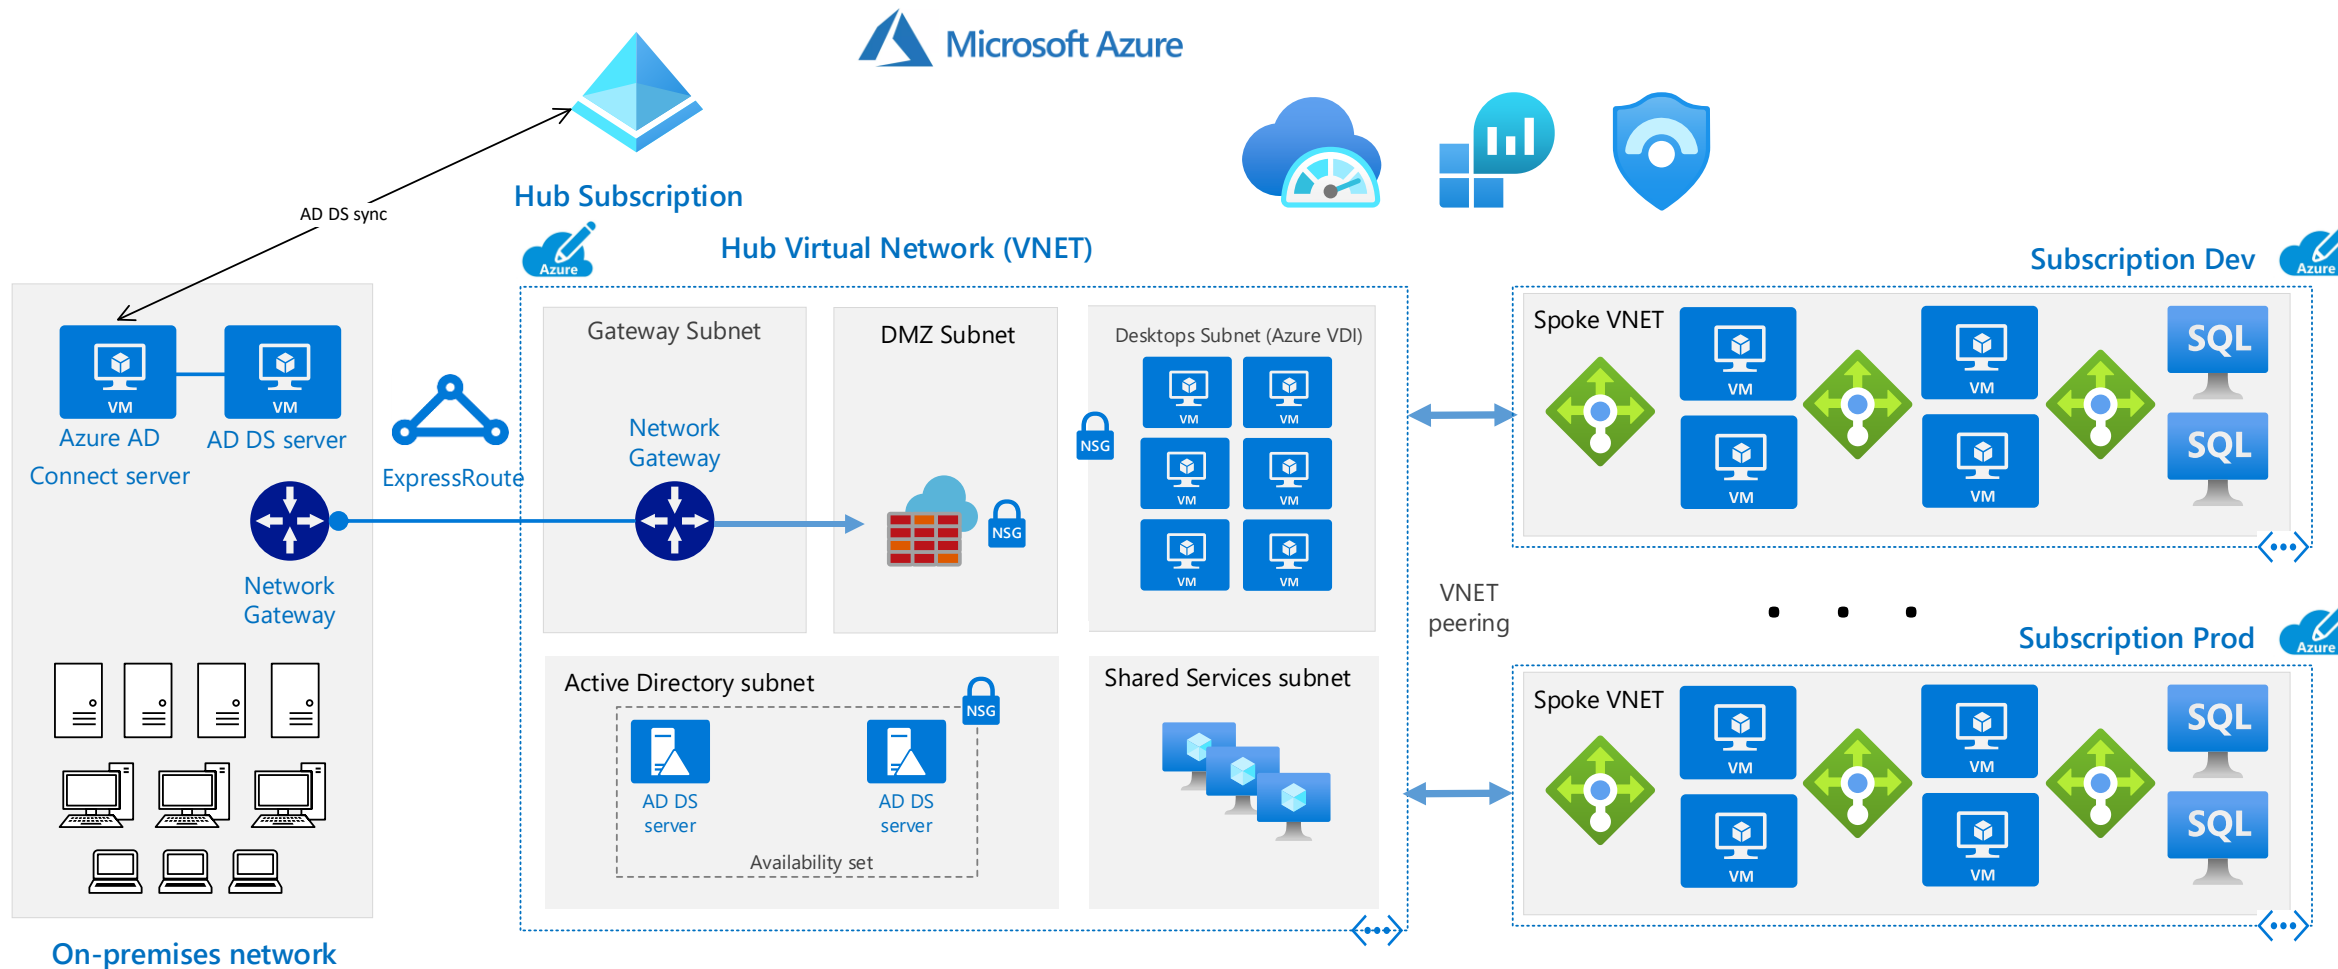 Microsoft Azure
AD DS sync
Hub Subscription
Azure
Hub Virtual Network (VNET)
VM
VM
Azure AD
Connect server
AD DS server
ExpressRoute
Network
Gateway
On-premises network
Gateway Subnet
Network
Gateway
DMZ Subnet
NSG
Desktops Subnet (Azure VDI)
NSG
VM
VM
VM
VM
VM
VM
Active Directory subnet
NSG
AD DS
server
AD DS
server
Availability set
Shared Services subnet
VNET
peering
Subscription Dev
Azure
Spoke VNET
VM
VM
VM
VM
SQL
SQL
. . .
Subscription Prod
Azure
Spoke VNET
VM
VM
VM
VM
SQL
SQL